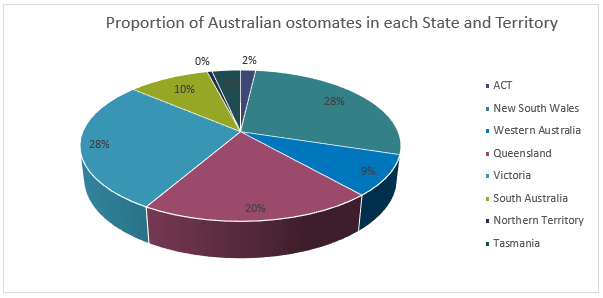 Proportion of Australian ostomates in each State and Territory
0%
2%
10%
28%
28%
9%
20%
ACT
New South Wales
Western Australia
Queensland
Victoria
South Australia
Northern Territory
Tasmania